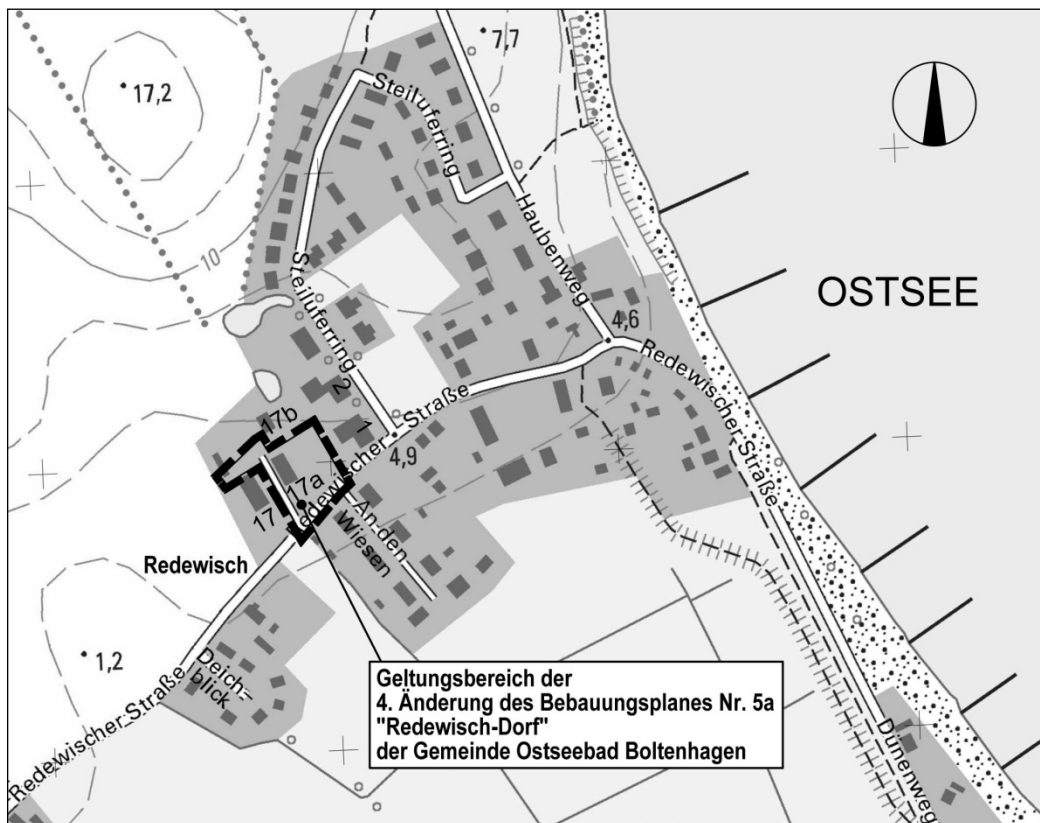 7,7
17,2
Steiluferring
10
Haubenweg
OSTSEE
Steiluferring
4,6
2
1
Redewischer Straße
Redewischer Straße
4,9
17b
17a
17
An den
Wiesen
Redewisch
1,2
Deich-
blick
Redewischer Straße
Geltungsbereich der
4. Änderung des Bebauungsplanes Nr. 5a
"Redewisch-Dorf"
der Gemeinde Ostseebad Boltenhagen
Dünenweg